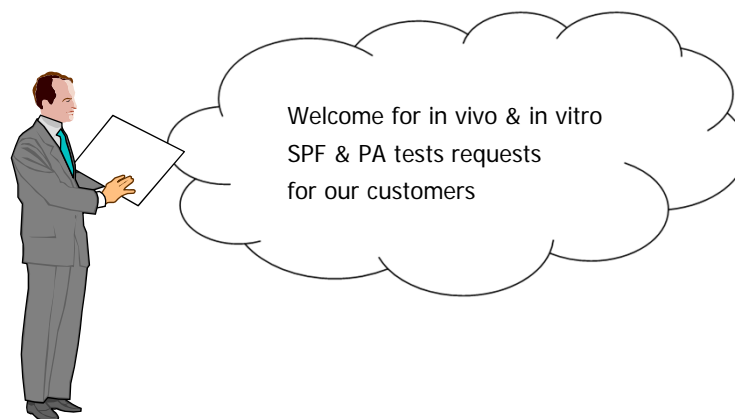 Welcome for in vivo & in vitro
SPF & PA tests requests
for our customers